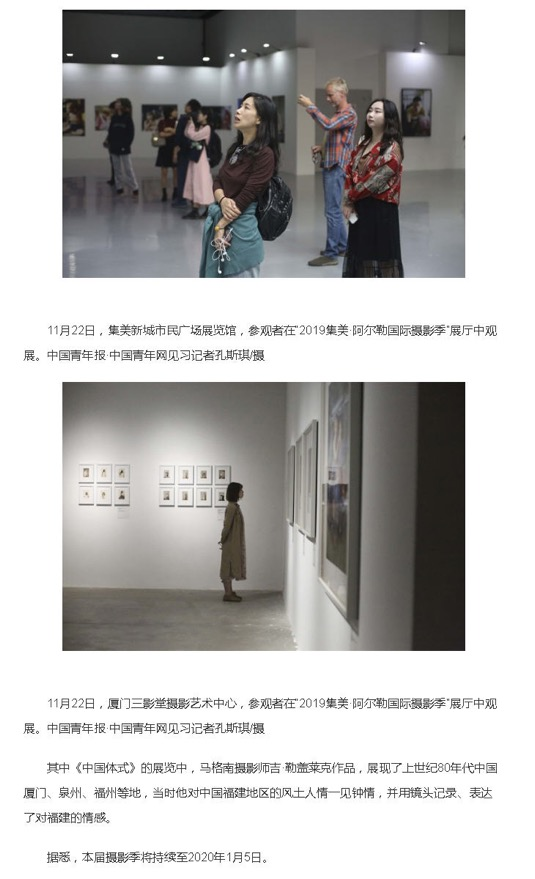 11月22日，集美新城市民广场展览馆，参观者在“2019集美·阿尔勒国际摄影季”展厅中观
展。中国青年报·中国青年网见习记者孔斯琪/摄
11月22日，厦门三影堂摄影艺术中心，参观者在“2019集美·阿尔勒国际摄影季”展厅中观
展。中国青年报·中国青年网见习记者孔斯琪/摄
其中《中国体式》的展览中，马格南摄影师吉·勒盖莱克作品，展现了上世纪80年代中国
厦门、泉州、福州等地，当时他对中国福建地区的风土人情一见钟情，并用镜头记录、表达
了对福建的情感。
据悉，本届摄影季将持续至2020年1月5日。